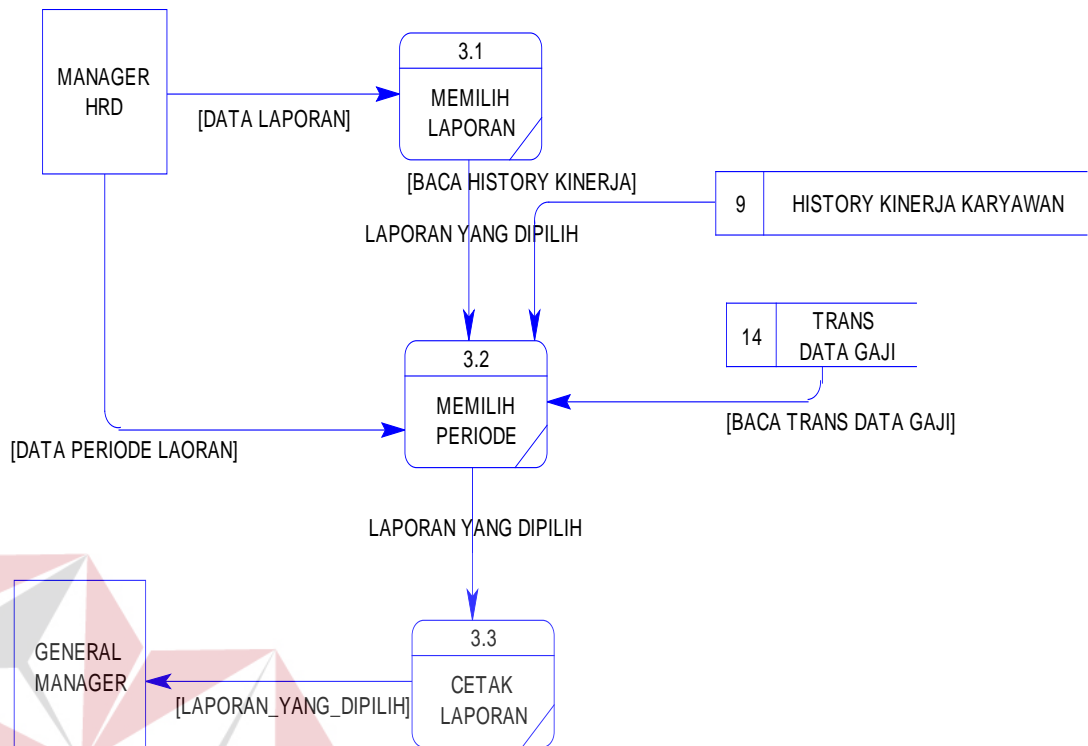 MANAGER
HRD
[DATA LAPORAN]
3.1
MEMILIH
LAPORAN
[BACA HISTORY KINERJA]
9
HISTORY KINERJA KARYAWAN
LAPORAN YANG DIPILIH
14
TRANS
DATA GAJI
3.2
MEMILIH
PERIODE
[BACA TRANS DATA GAJI]
[DATA PERIODE LAORAN]
LAPORAN YANG DIPILIH
3.3
CETAK
LAPORAN
GENERAL
MANAGER
[LAPORAN_YANG_DIPILIH]